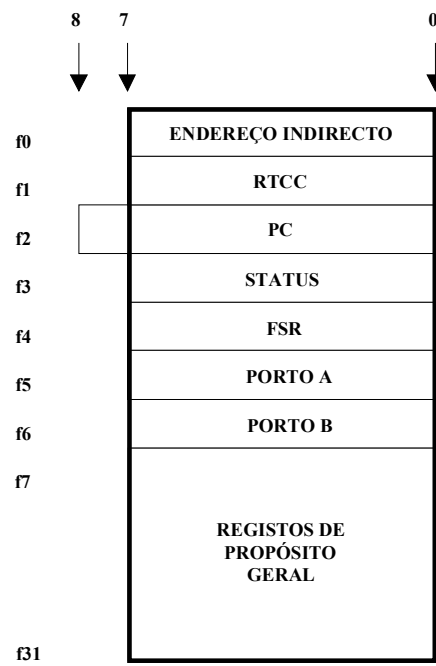 8 7 0
f0 ENDEREÇO INDIRECTO
f1 RTCC
f2 PC
f3 STATUS
f4 FSR
f5 PORTO A
f6 PORTO B
f7
REGISTOS DE
PROPÓSITO
GERAL
f31